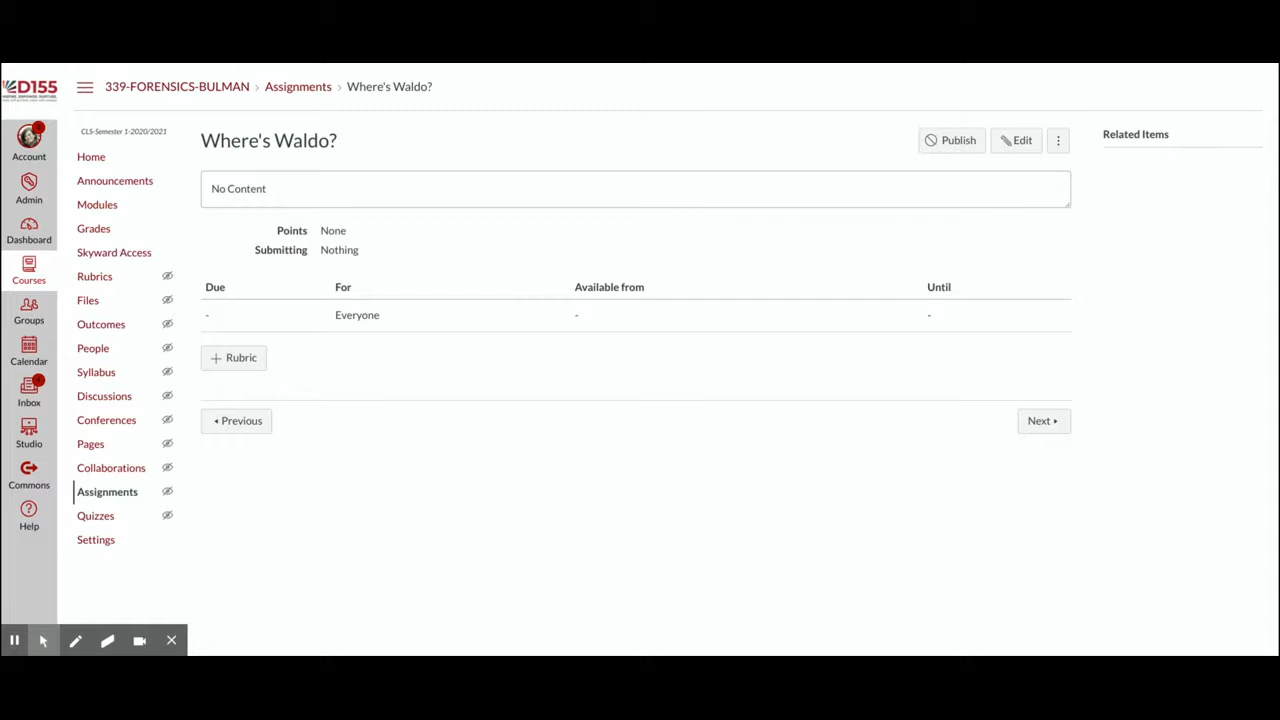 D155
339-FORENSICS-BULMAN › Assignments › Where's Waldo?
Account
Admin
Dashboard
Courses
Groups
Calendar
Inbox
Studio
Commons
Help
CLS-Semester 1-2020/2021
Home
Announcements
Modules
Grades
Skyward Access
Rubrics
Files
Outcomes
People
Syllabus
Discussions
Conferences
Pages
Collaborations
Assignments
Quizzes
Settings
Where's Waldo?
Publish
Edit
No Content
Points None
Submitting Nothing
Due For Available from Until
- Everyone - -
+ Rubric
Previous
Next
Related Items